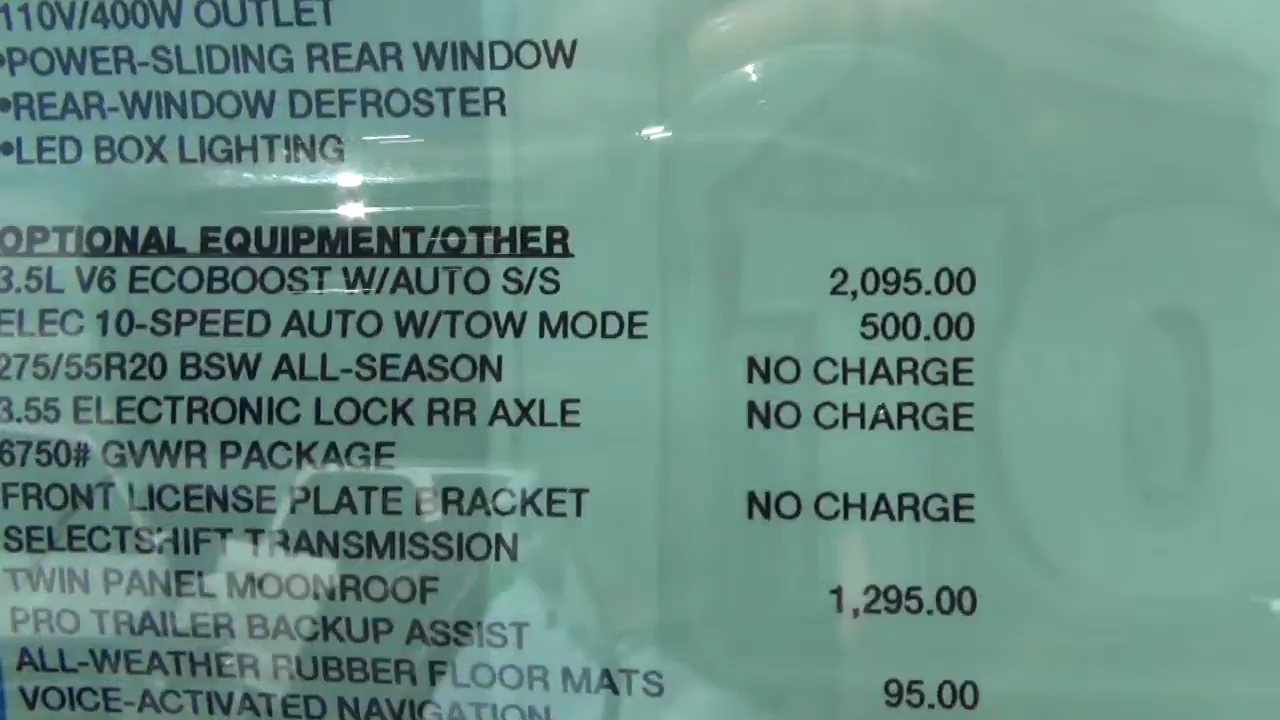 110V/400W OUTLET
•POWER-SLIDING REAR WINDOW
•REAR-WINDOW DEFROSTER
•LED BOX LIGHTING
OPTIONAL EQUIPMENT/OTHER
3.5L V6 ECOBOOST W/AUTO S/S 2,095.00
ELEC 10-SPEED AUTO W/TOW MODE 500.00
275/55R20 BSW ALL-SEASON NO CHARGE
3.55 ELECTRONIC LOCK RR AXLE NO CHARGE
6750# GVWR PACKAGE
FRONT LICENSE PLATE BRACKET NO CHARGE
SELECTSHIFT TRANSMISSION
TWIN PANEL MOONROOF 1,295.00
PRO TRAILER BACKUP ASSIST
ALL-WEATHER RUBBER FLOOR MATS 95.00
VOICE-ACTIVATED NAVIGATION